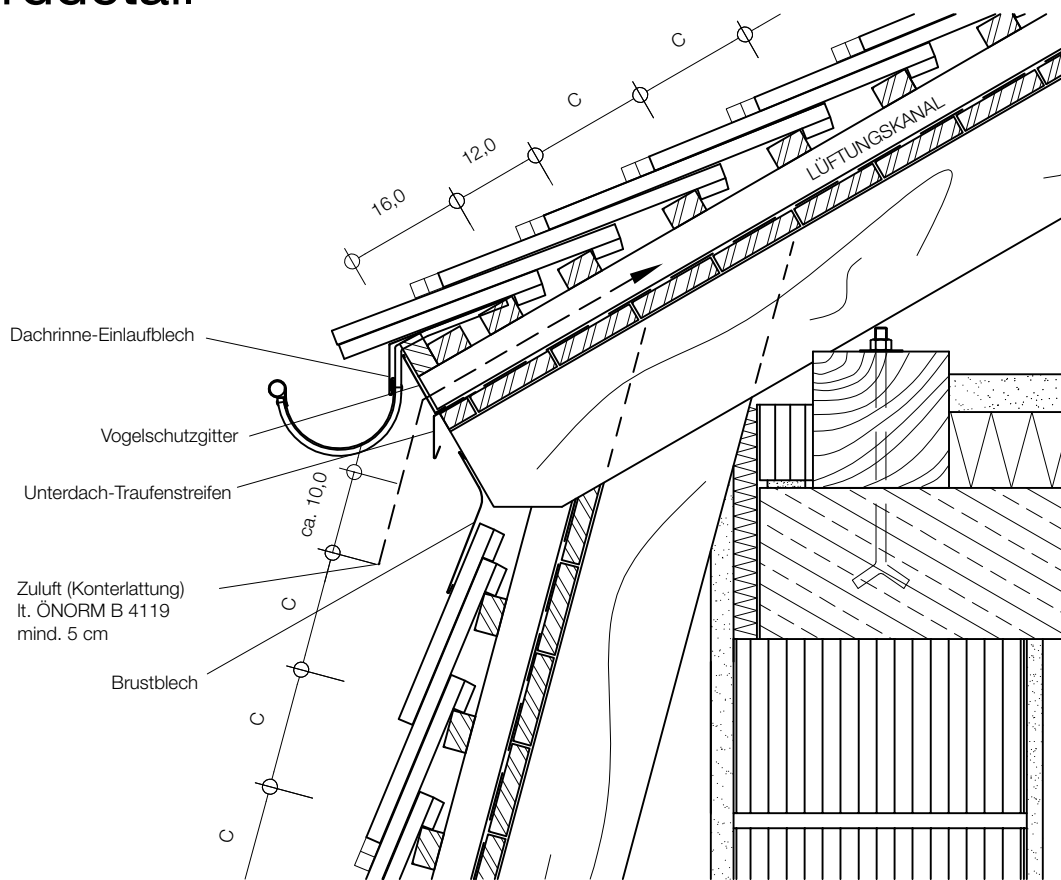 C
C
12,0
16,0
LÜFTUNGSKANAL
Dachrinne-Einlaufblech
Vogelschutzgitter
Unterdach-Traufenstreifen
ca. 10,0
Zuluft (Konterlattung)
lt. ÖNORM B 4119
mind. 5 cm
C
Brustblech
C
C